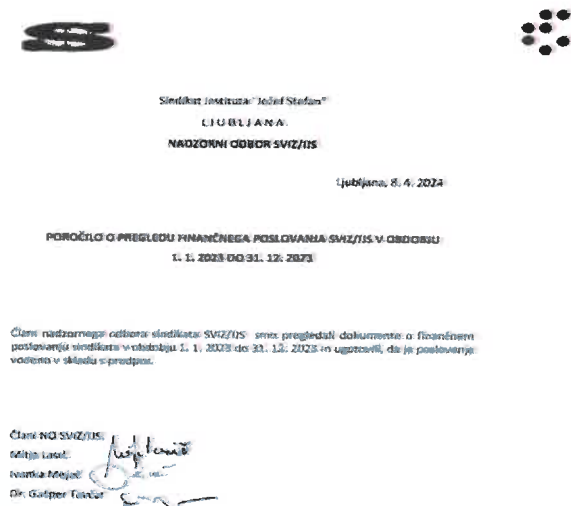 Sindikat Instituta "Jožef Stefan"
LJUBLJANA
NADZORNI ODBOR SVIZ/IJS
Ljubljana, 8. 4. 2024
POROČILO O PREGLEDU FINANČNEGA POSLOVANJA SVIZ/IJS V OBDOBJU
1. 1. 2023 DO 31. 12. 2023
Člani nadzornega odbora sindikata SVIZ/IJS smo pregledali dokumente o finančnem
poslovanju sindikata v obdobju 1. 1. 2023 do 31. 12. 2023 in ugotovili, da je poslovanje
vodeno v skladu s predpisi.
Člani NO SVIZ/IJS:
Mitja
Ivanka Mejač
Dr. Gašper